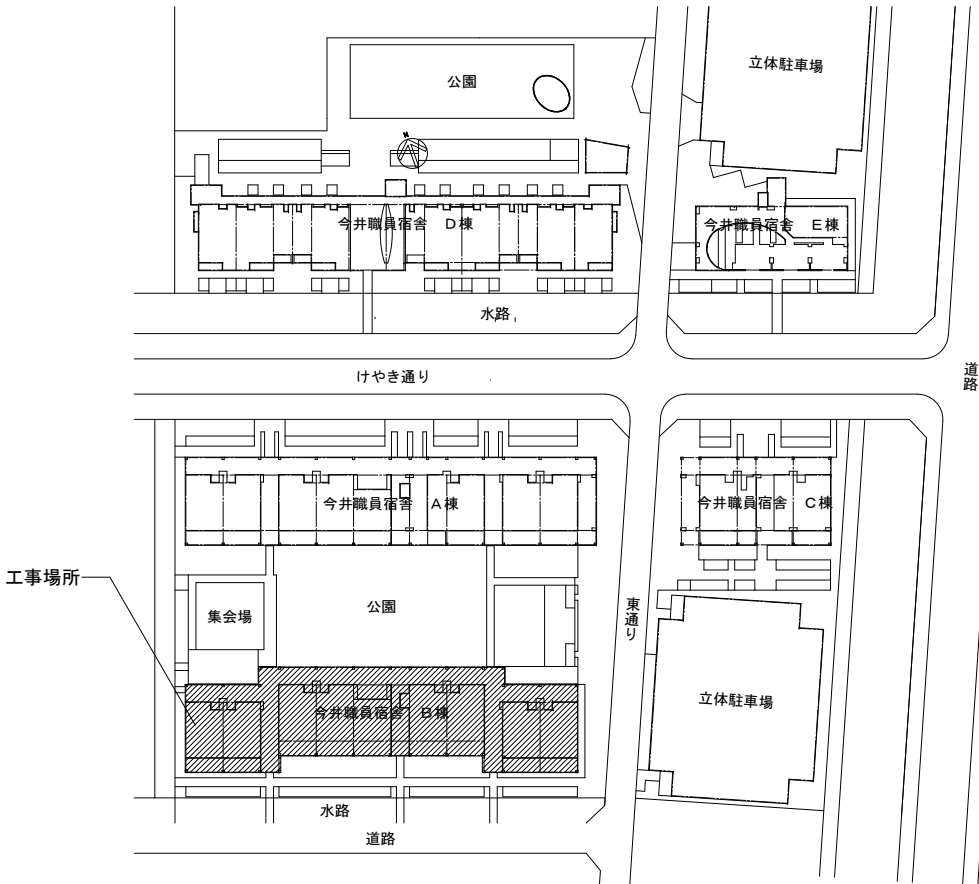 立体駐車場
公園
N
今井職員宿舎　D棟
今井職員宿舎　E棟
水路
けやき通り
道路
今井職員宿舎　A棟
今井職員宿舎　C棟
工事場所
集会場
公園
東通り
今井職員宿舎　B棟
立体駐車場
水路
道路